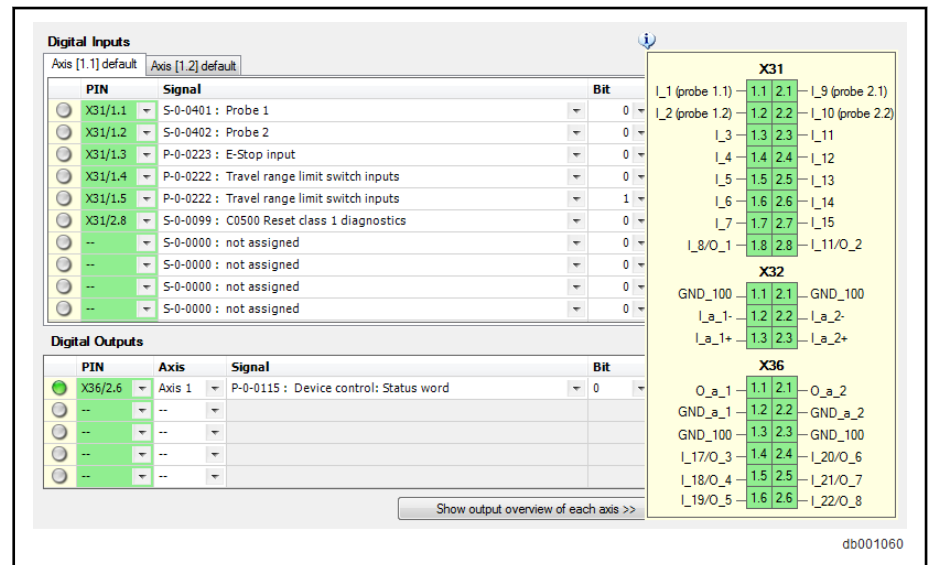 Digital Inputs
Axis [1.1] default Axis [1.2] default
PIN Signal Bit
X31/1.1 S-0-0401 : Probe 1 0
X31/1.2 S-0-0402 : Probe 2 0
X31/1.3 P-0-0223 : E-Stop input 0
X31/1.4 P-0-0222 : Travel range limit switch inputs 0
X31/1.5 P-0-0222 : Travel range limit switch inputs 1
X31/2.8 S-0-0099 : C0500 Reset class 1 diagnostics 0
-- S-0-0000 : not assigned 0
-- S-0-0000 : not assigned 0
-- S-0-0000 : not assigned 0
-- S-0-0000 : not assigned 0
Digital Outputs
PIN Axis Signal Bit
X36/2.6 Axis 1 P-0-0115 : Device control: Status word 0
-- --
-- --
-- --
-- --
Show output overview of each axis >>
X31
I_1 (probe 1.1) 1.1 2.1 I_9 (probe 2.1)
I_2 (probe 1.2) 1.2 2.2 I_10 (probe 2.2)
I_3 1.3 2.3 I_11
I_4 1.4 2.4 I_12
I_5 1.5 2.5 I_13
I_6 1.6 2.6 I_14
I_7 1.7 2.7 I_15
I_8/O_1 1.8 2.8 I_11/O_2
X32
GND_100 1.1 2.1 GND_100
I_a_1- 1.2 2.2 I_a_2-
I_a_1+ 1.3 2.3 I_a_2+
X36
O_a_1 1.1 2.1 O_a_2
GND_a_1 1.2 2.2 GND_a_2
GND_100 1.3 2.3 GND_100
I_17/O_3 1.4 2.4 I_20/O_6
I_18/O_4 1.5 2.5 I_21/O_7
I_19/O_5 1.6 2.6 I_22/O_8
db001060